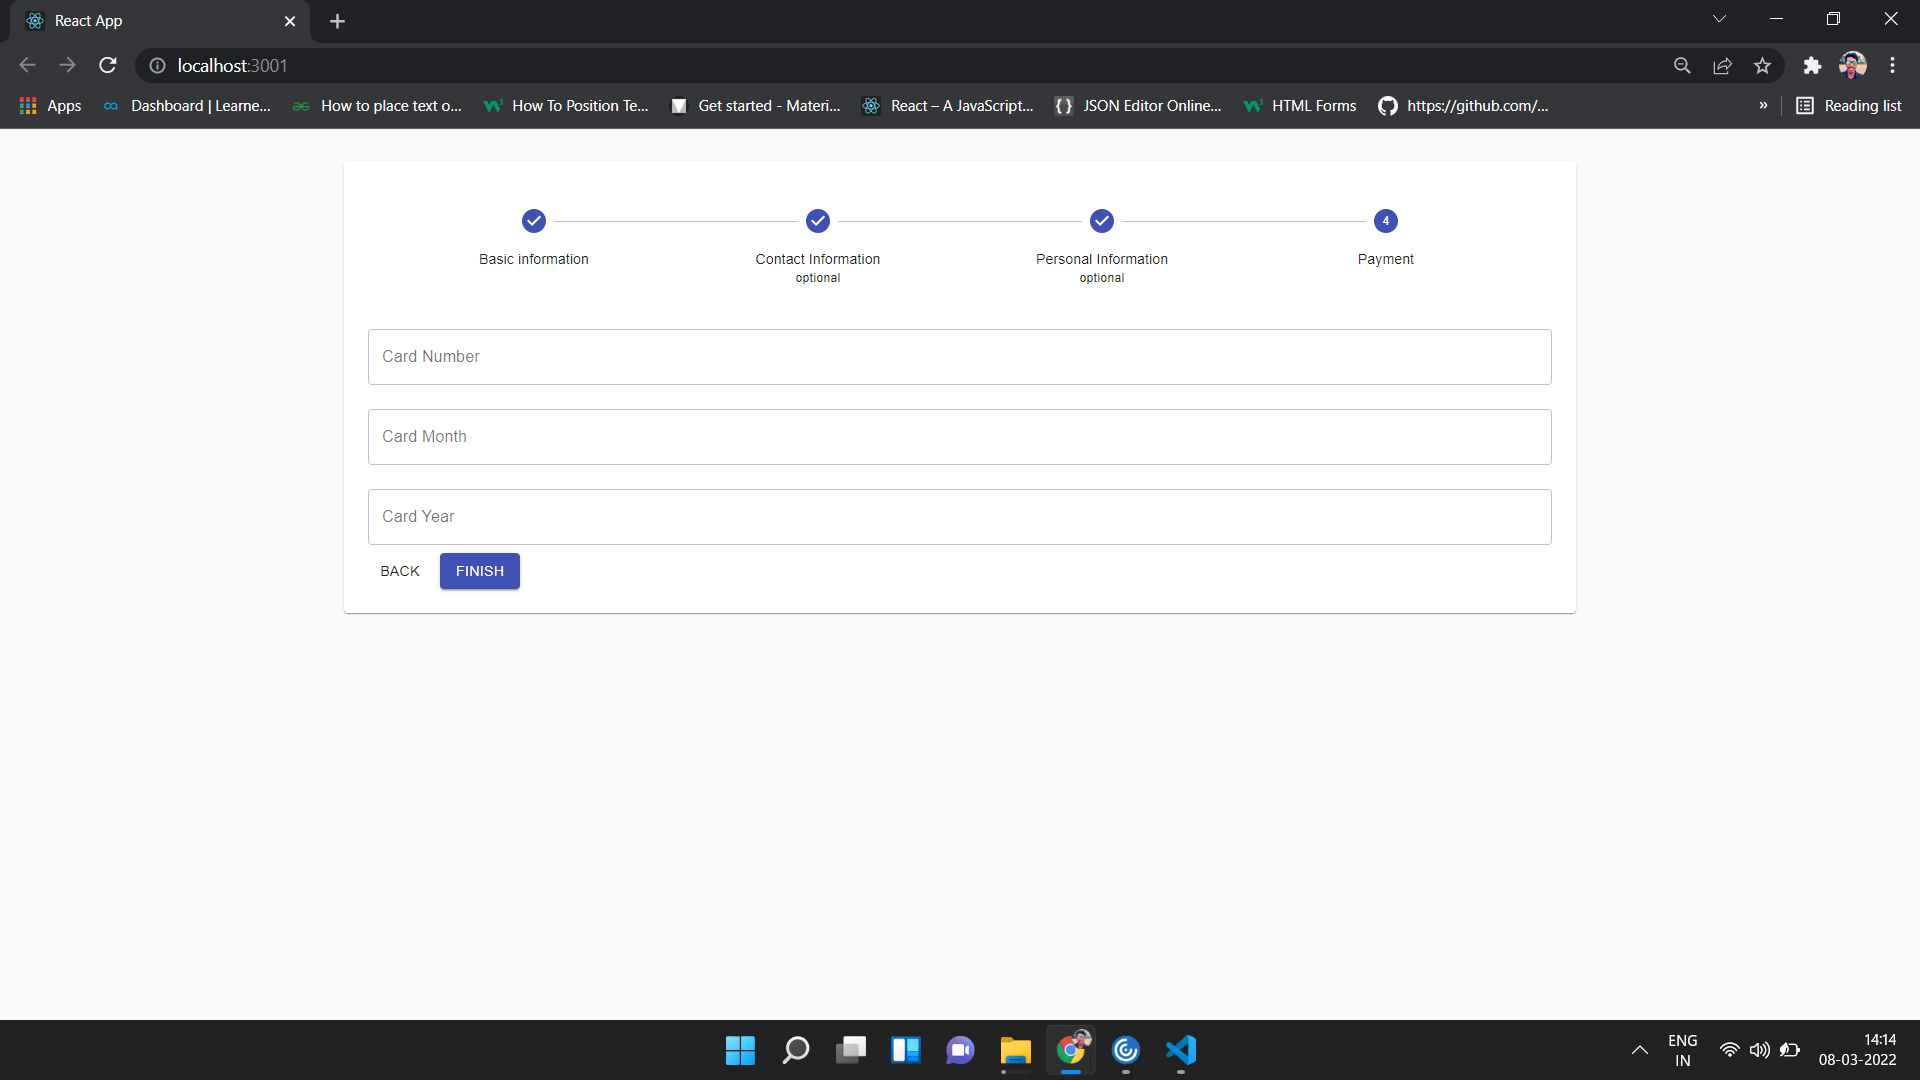 React App
localhost:3001
Apps
Dashboard | Learne...
How to place text o...
How To Position Te...
Get started - Materi...
React – A JavaScript...
JSON Editor Online...
HTML Forms
https://github.com/...
»
Reading list
4
Basic information
Contact Information
optional
Personal Information
optional
Payment
Card Number
Card Month
Card Year
BACK
FINISH
ENG
IN
14:14
08-03-2022